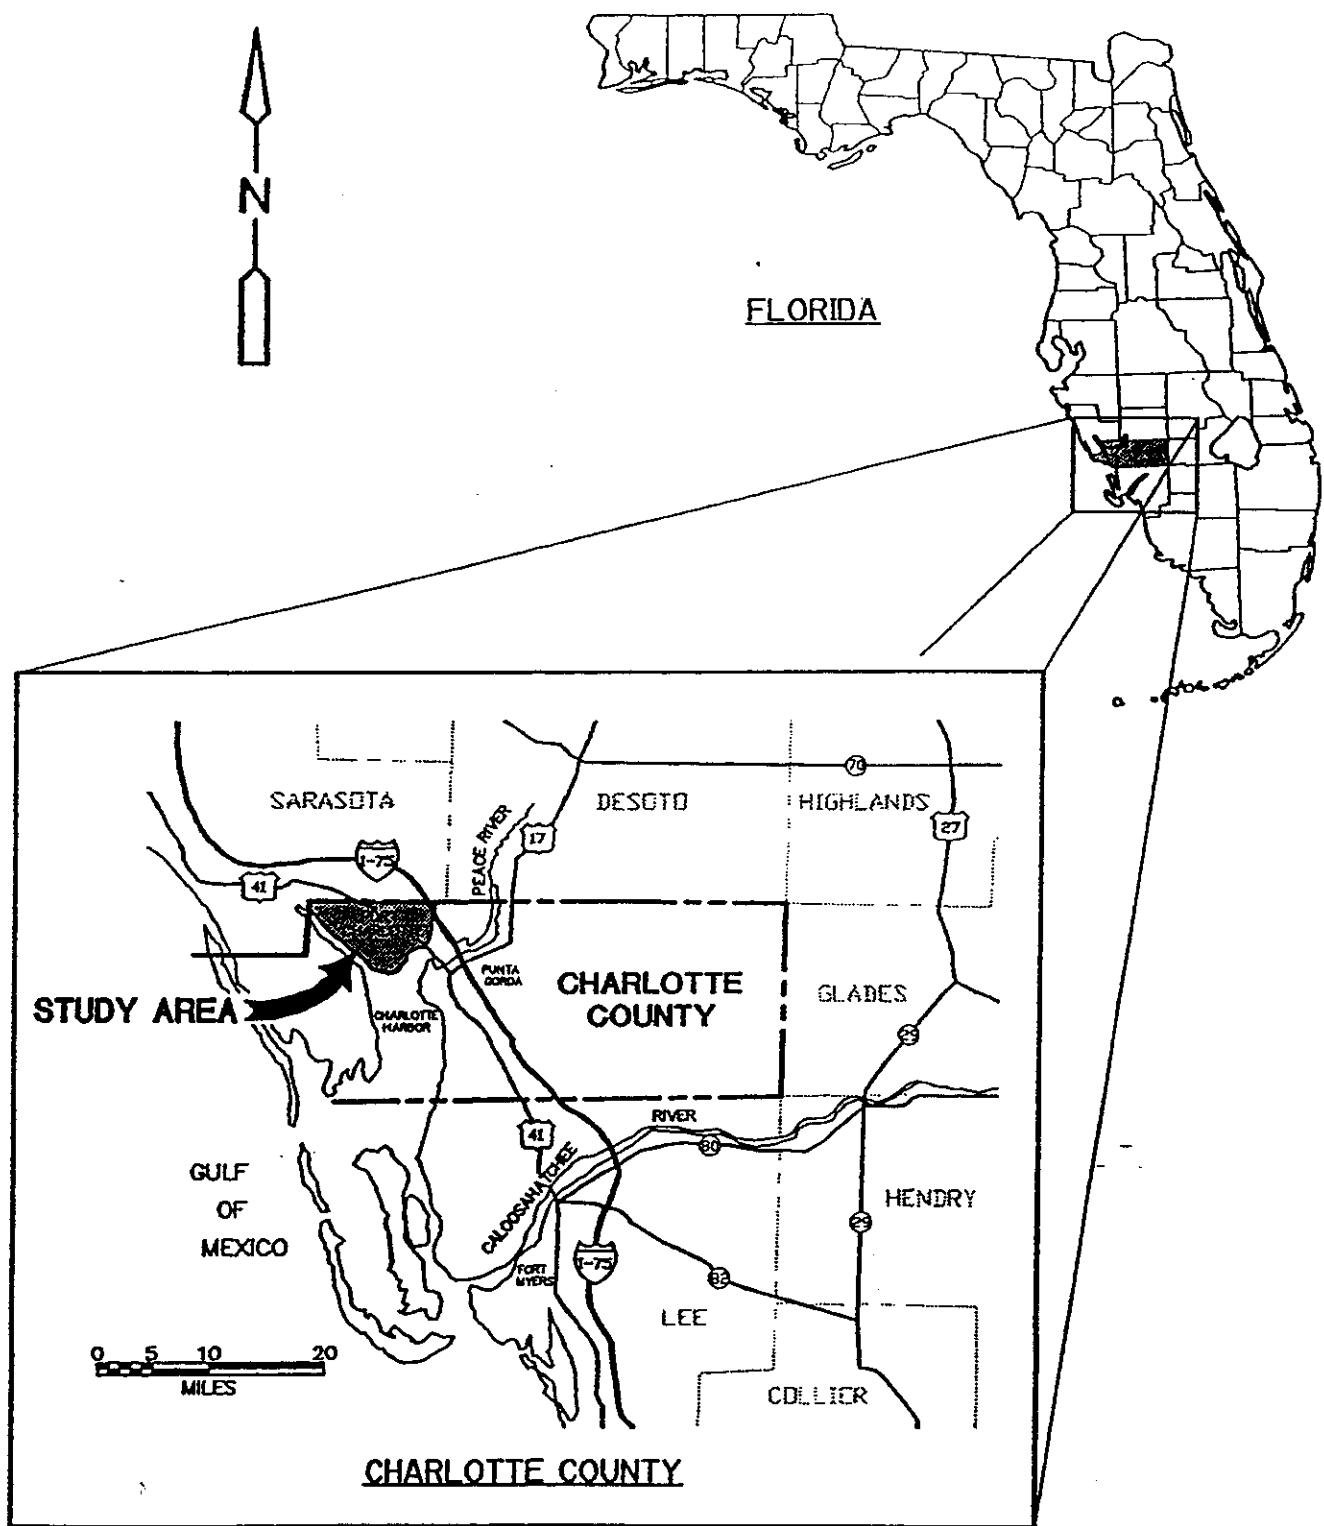 N
FLORIDA
70
SARASOTA
DESOTO
HIGHLANDS
PEACE RIVER
17
27
I-75
41
PUNTA
GORDA
CHARLOTTE
COUNTY
GLADES
STUDY AREA
CHARLOTTE
HARBOR
29
RIVER
41
80
CALOOSAHATCHEE
GULF
OF
MEXICO
HENDRY
29
I-75
FORT
MYERS
82
LEE
0 5 10 20
MILES
COLLIER
CHARLOTTE COUNTY